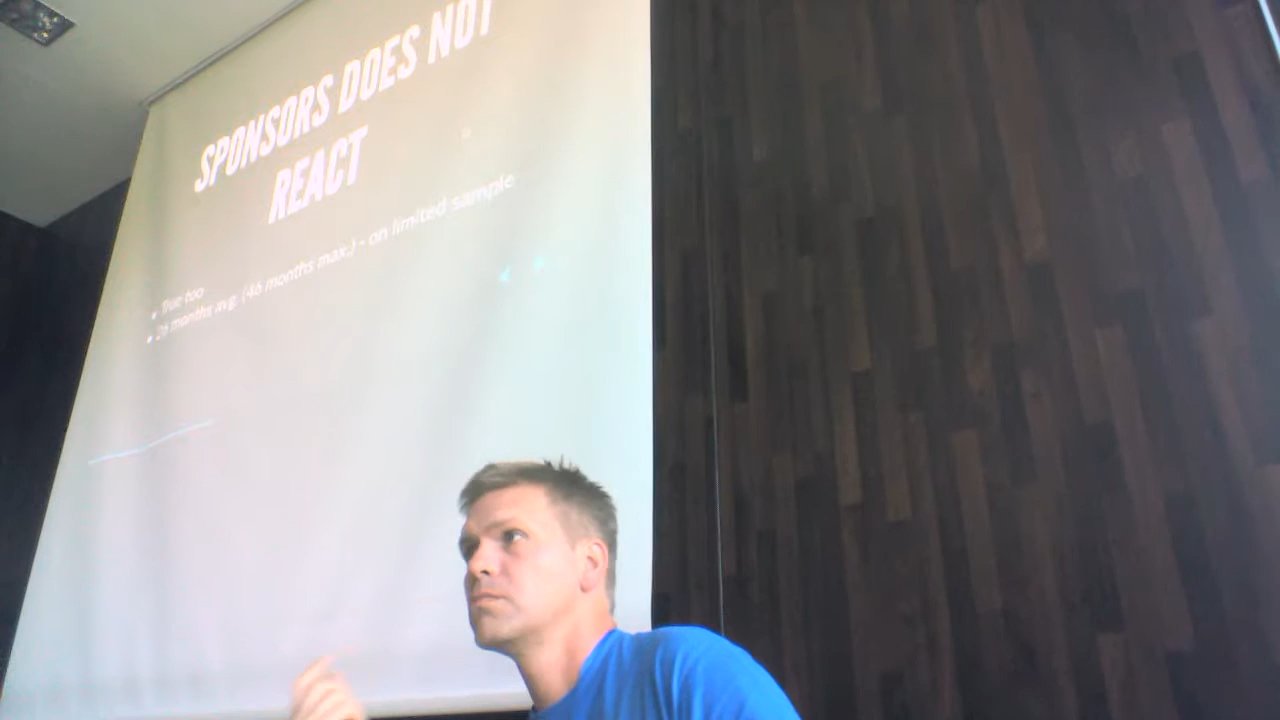 SPONSORS DOES NOT
REACT
True too
26 months avg. (46 months max.) - on limited sample